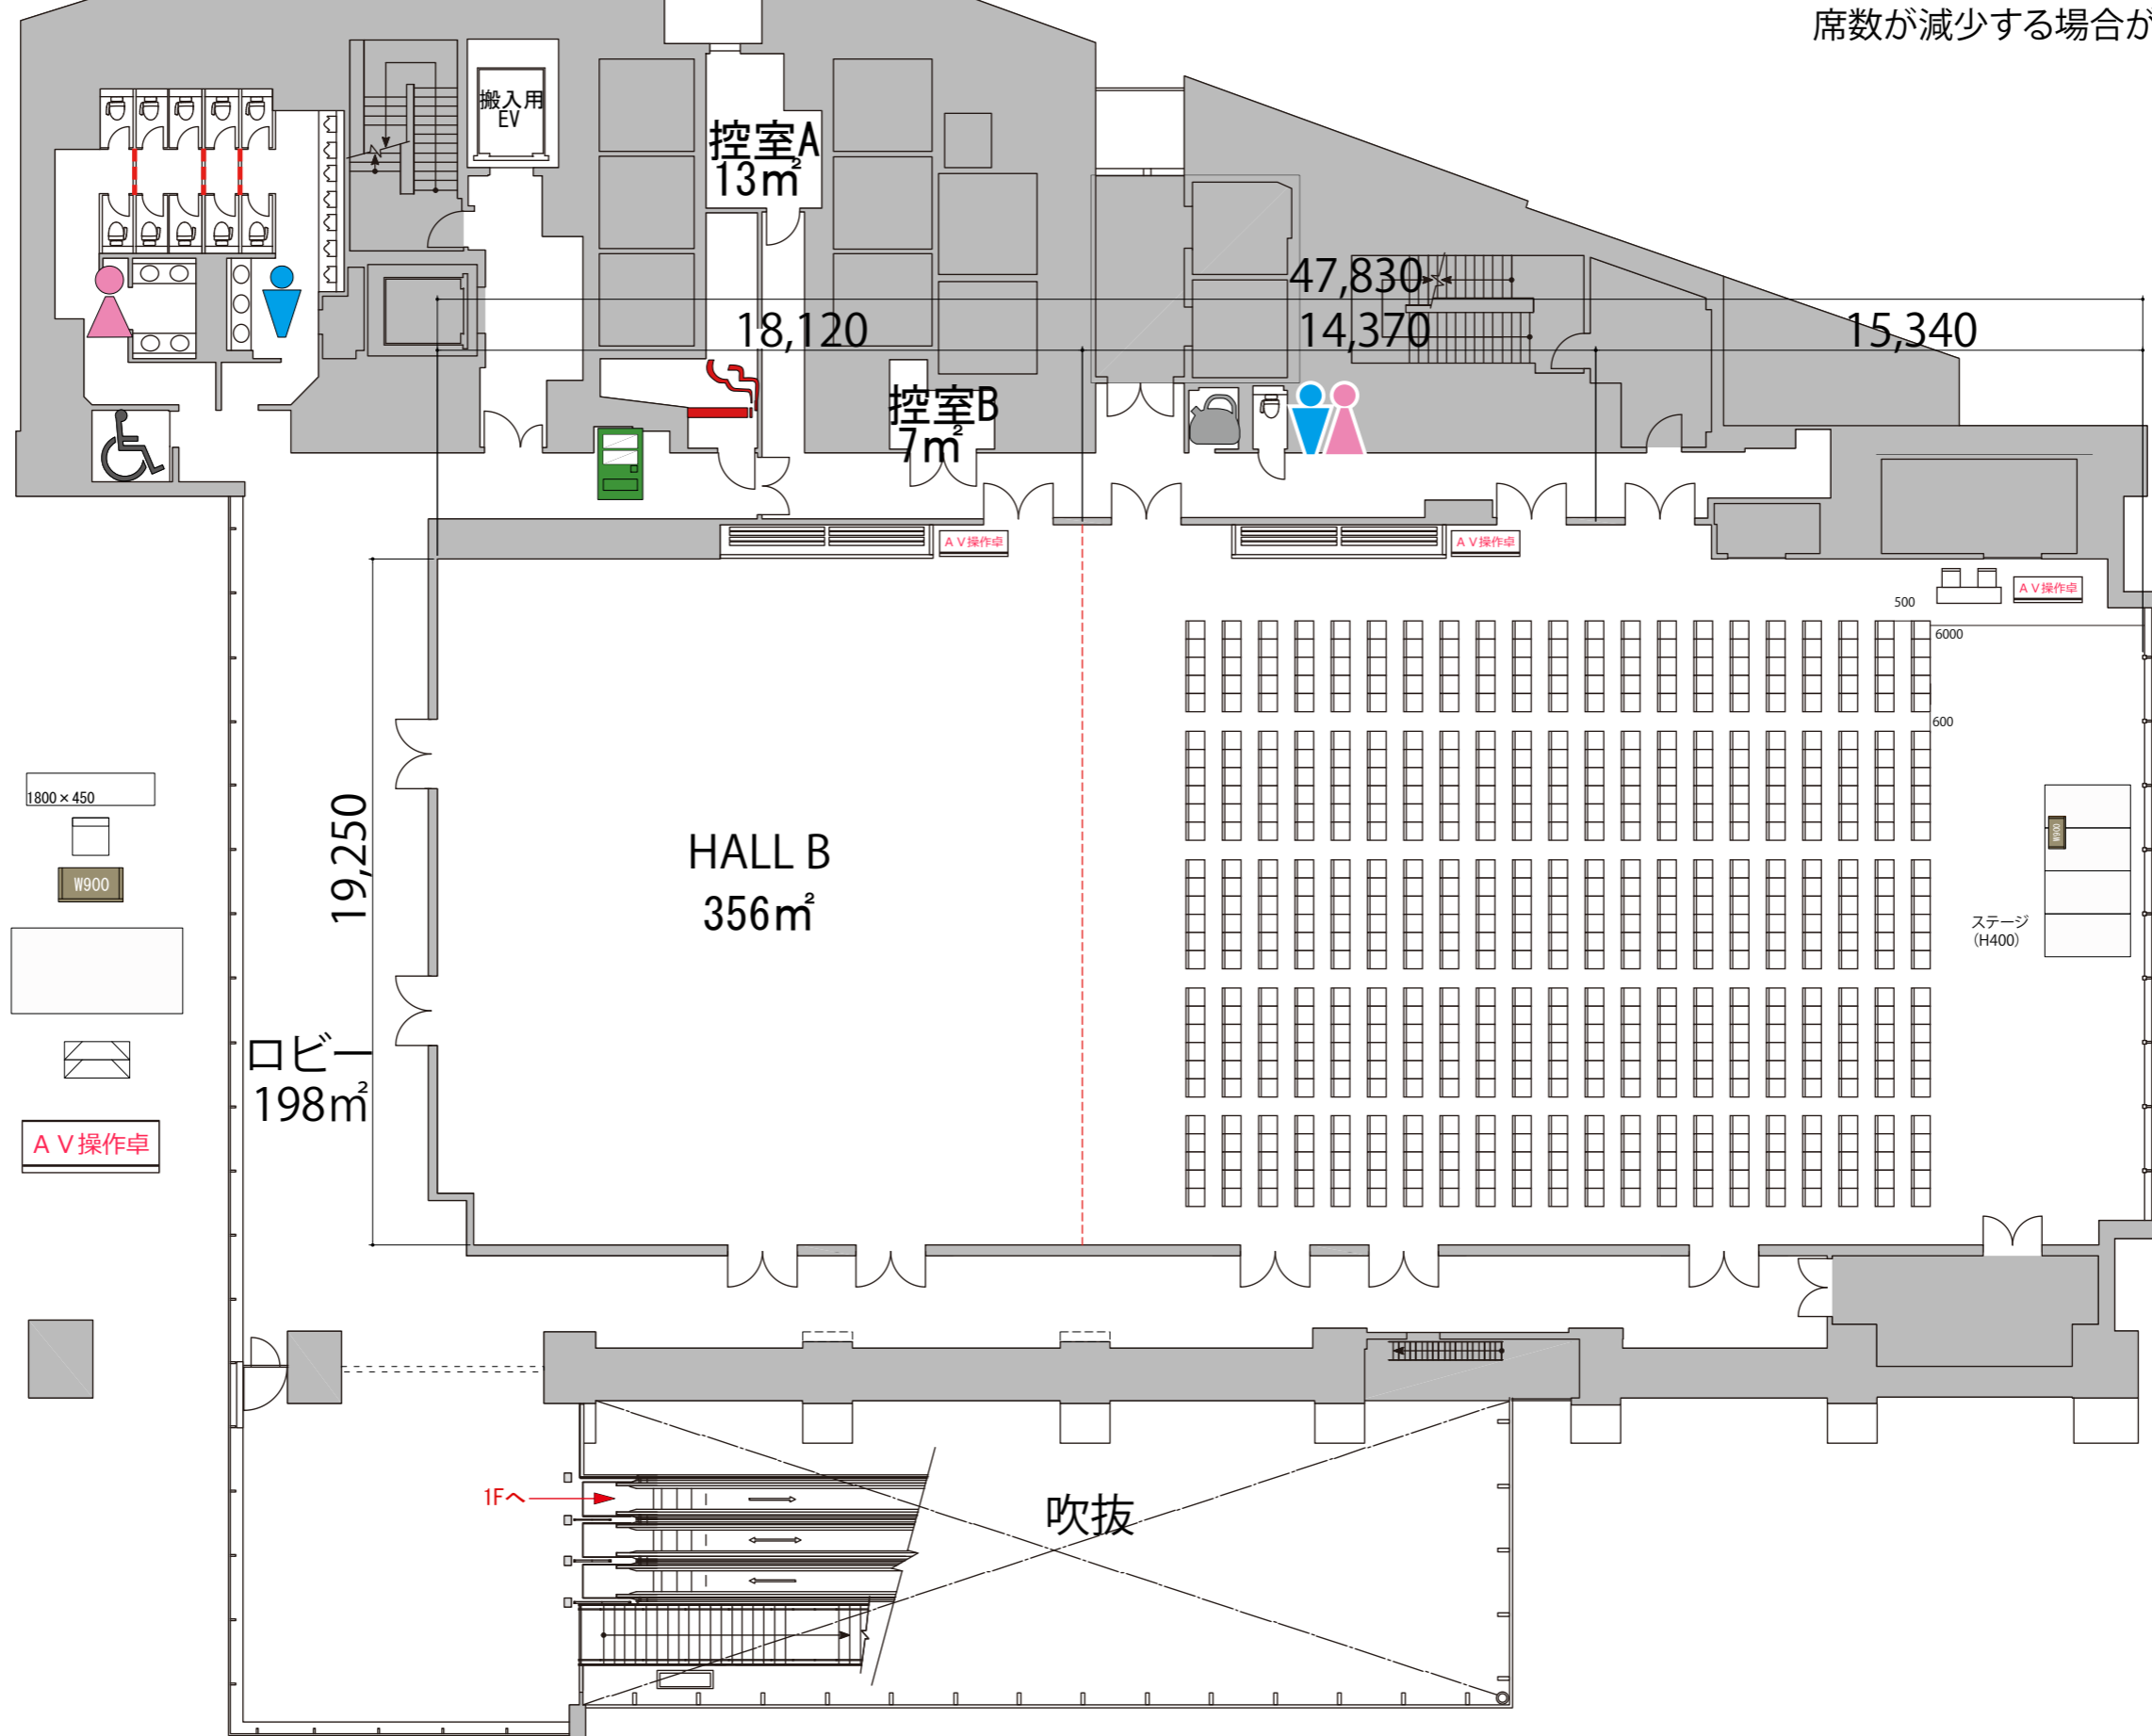 席数が減少する場合が
搬入用
EV
控室A
13㎡
47,830
18,120
14,370
15,340
控室B
7㎡
AV操作卓
AV操作卓
AV操作卓
500
6000
600
1800×450
W900
19,250
HALL B
356㎡
W900
ステージ
(H400)
ロビー
198㎡
AV操作卓
1Fへ
吹抜